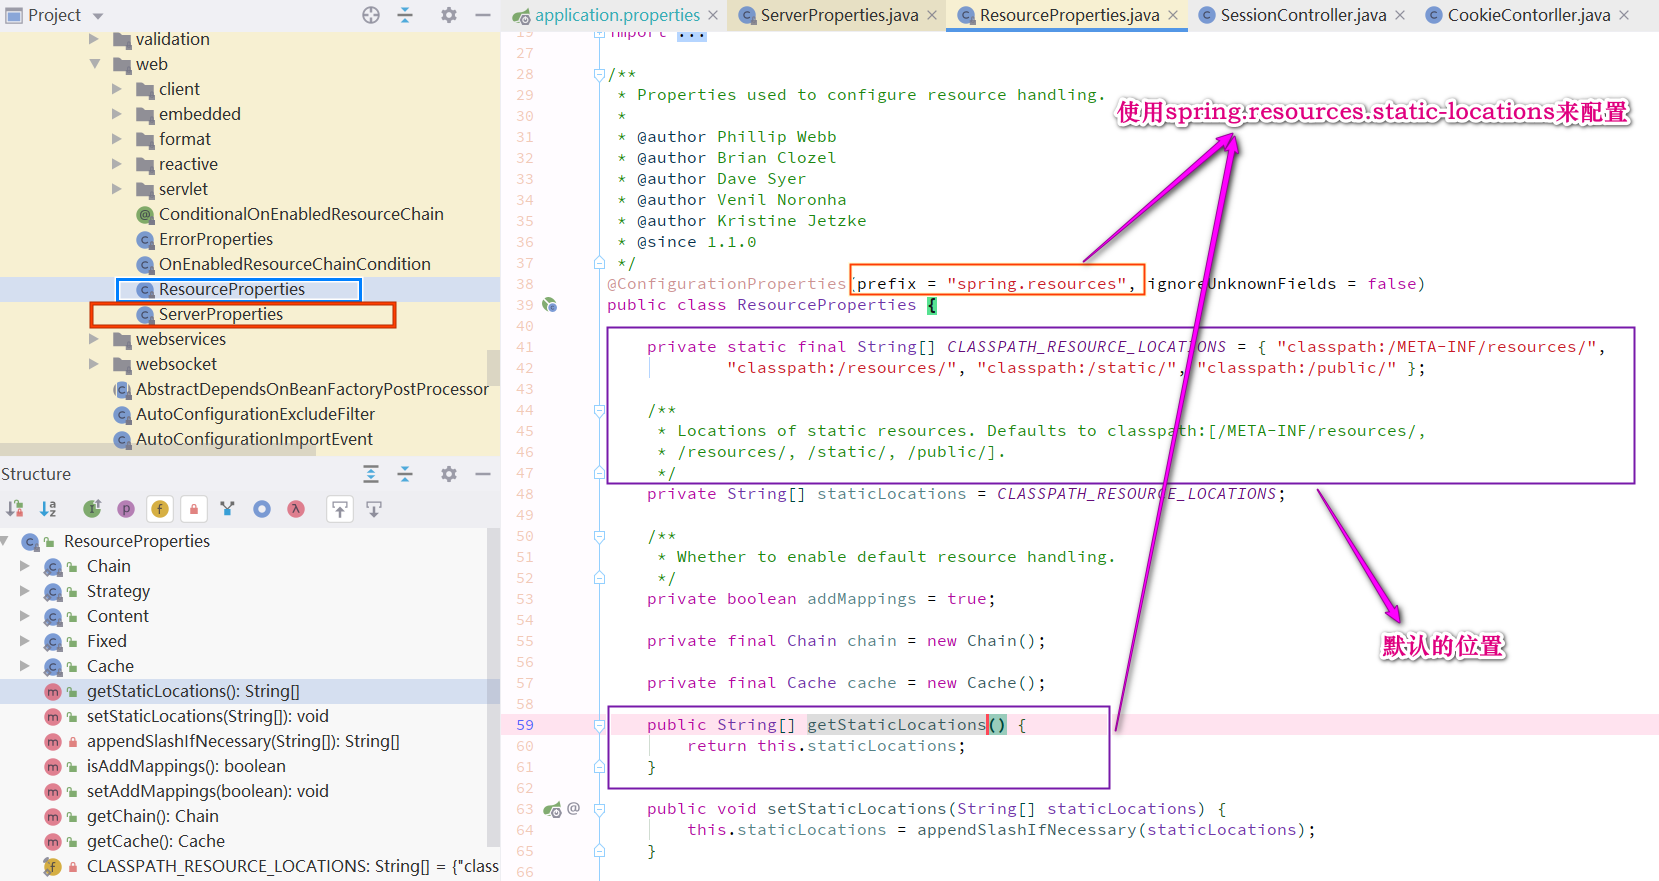 Project
application.properties
ServerProperties.java
ResourceProperties.java
SessionController.java
CookieContorller.java
validation
web
client
embedded
format
reactive
servlet
ConditionalOnEnabledResourceChain
ErrorProperties
OnEnabledResourceChainCondition
ResourceProperties
ServerProperties
webservices
websocket
AbstractDependsOnBeanFactoryPostProcessor
AutoConfigurationExcludeFilter
AutoConfigurationImportEvent
Structure
ResourceProperties
Chain
Strategy
Content
Fixed
Cache
getStaticLocations(): String[]
setStaticLocations(String[]): void
appendSlashIfNecessary(String[]): String[]
isAddMappings(): boolean
setAddMappings(boolean): void
getChain(): Chain
getCache(): Cache
CLASSPATH_RESOURCE_LOCATIONS: String[] = {"class
19 import ...
27
28 /**
29 * Properties used to configure resource handling.
30 *
31 * @author Phillip Webb
32 * @author Brian Clozel
33 * @author Dave Syer
34 * @author Venil Noronha
35 * @author Kristine Jetzke
36 * @since 1.1.0
37 */
38 @ConfigurationProperties(prefix = "spring.resources", ignoreUnknownFields = false)
39 public class ResourceProperties {
40
41 private static final String[] CLASSPATH_RESOURCE_LOCATIONS = { "classpath:/META-INF/resources/",
42 "classpath:/resources/", "classpath:/static/", "classpath:/public/" };
43
44 /**
45 * Locations of static resources. Defaults to classpath:[/META-INF/resources/,
46 * /resources/, /static/, /public/].
47 */
48 private String[] staticLocations = CLASSPATH_RESOURCE_LOCATIONS;
49
50 /**
51 * Whether to enable default resource handling.
52 */
53 private boolean addMappings = true;
54
55 private final Chain chain = new Chain();
56
57 private final Cache cache = new Cache();
58
59 public String[] getStaticLocations() {
60 return this.staticLocations;
61 }
62
63 public void setStaticLocations(String[] staticLocations) {
64 this.staticLocations = appendSlashIfNecessary(staticLocations);
65 }
66
使用spring.resources.static-locations来配置
默认的位置